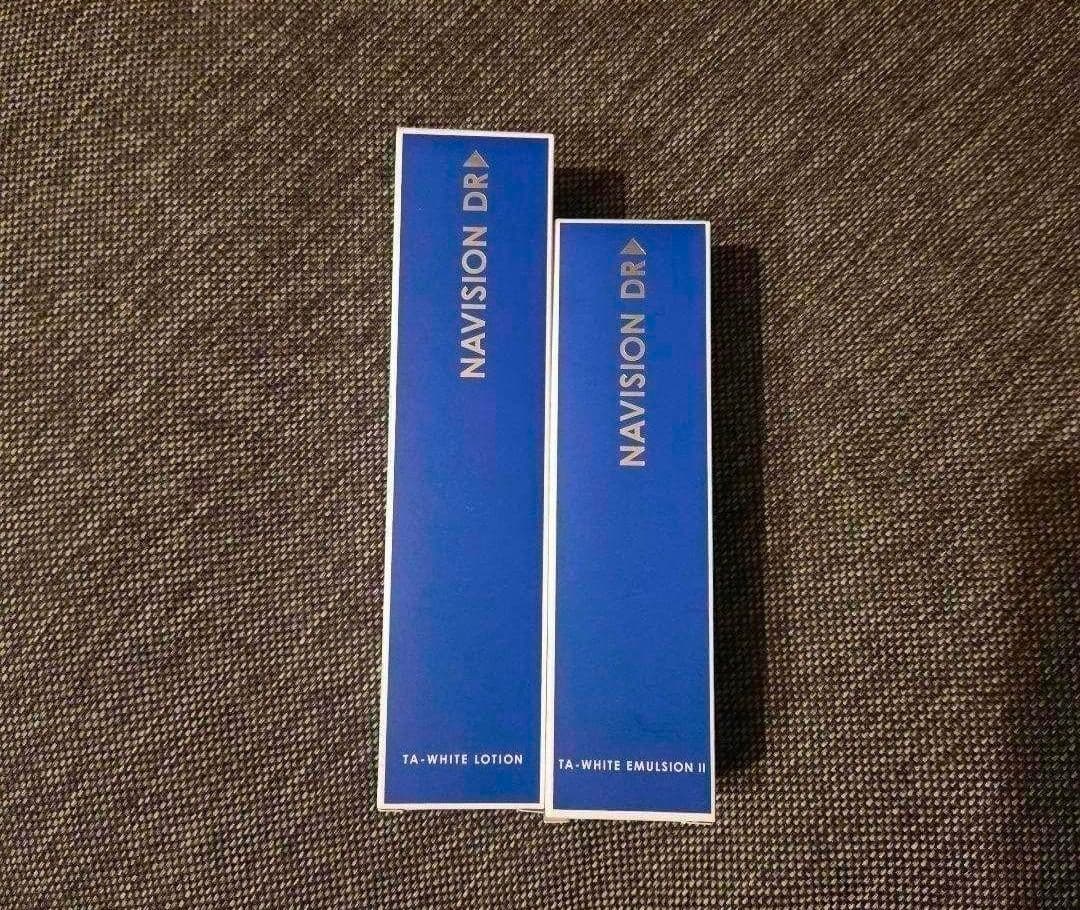 NAVISION DR
TA-WHITE LOTION
NAVISION DR
TA-WHITE EMULSION II